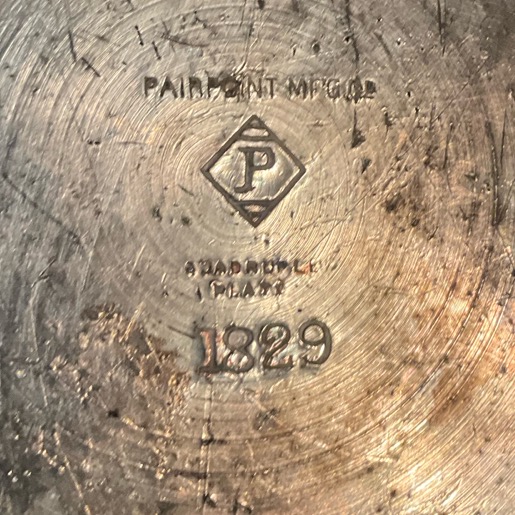 PAIRPOINT MFG.CO
P
QUADRUPLE
PLATE
1829